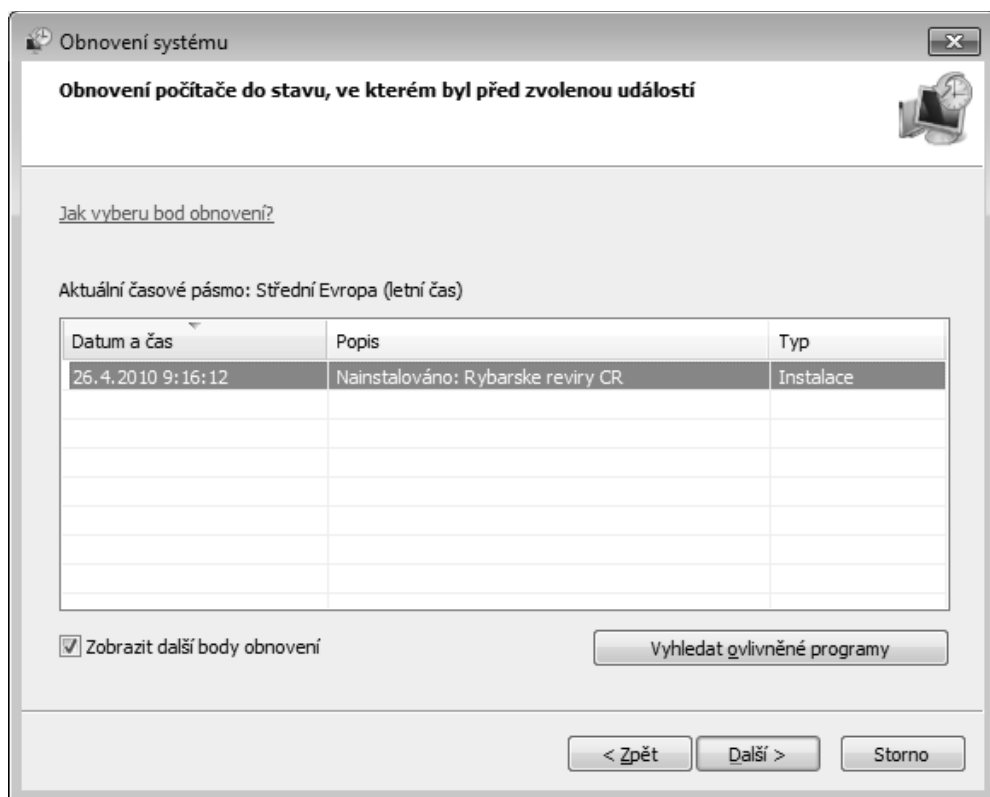 Obnovení systému
Obnovení počítače do stavu, ve kterém byl před zvolenou událostí
Jak vyberu bod obnovení?
Aktuální časové pásmo: Střední Evropa (letní čas)
Datum a čas Popis Typ
26.4.2010 9:16:12 Nainstalováno: Rybarske reviry CR Instalace
Zobrazit další body obnovení Vyhledat ovlivněné programy
< Zpět Další > Storno